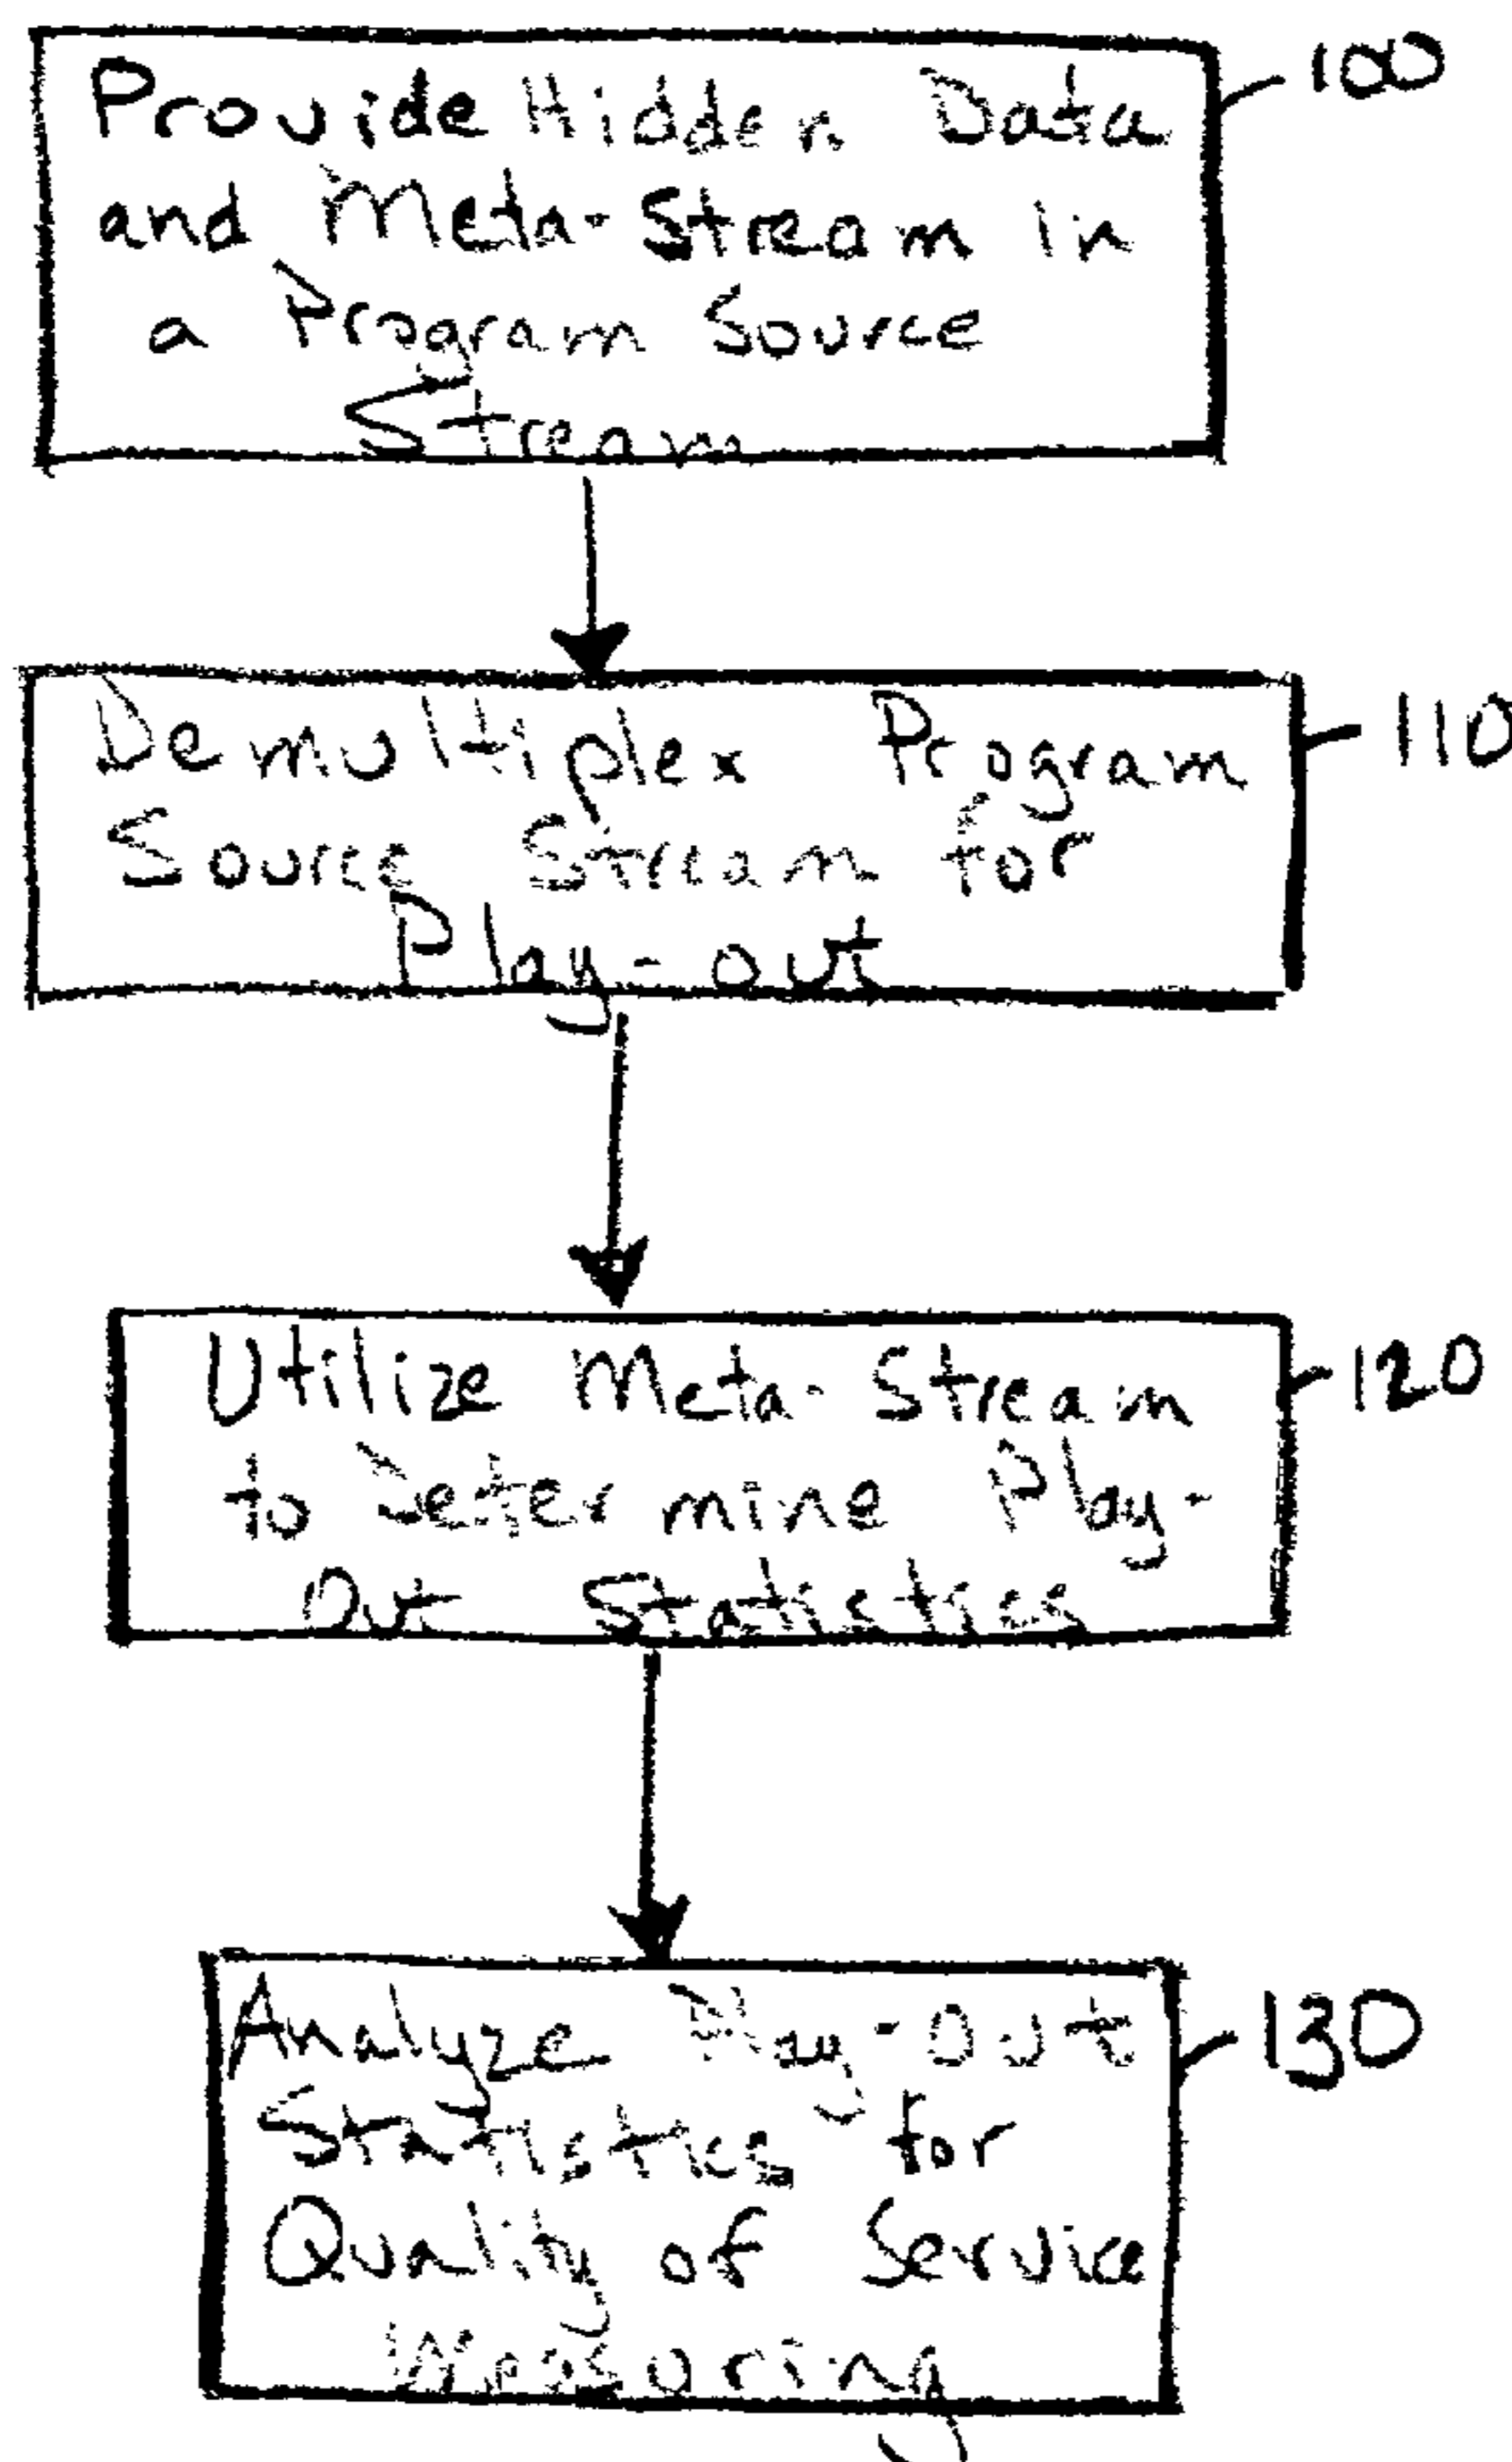 Provide Hidden Data
and Meta-Stream In
a Program Source
Stream
100
Demultiplex Program
Source Stream for
Play-out
110
Utilize Meta-Stream
to Determine Play-
Out Statistics
120
Analyze Play-Out
Statistics for
Quality of Service
Measuring
130